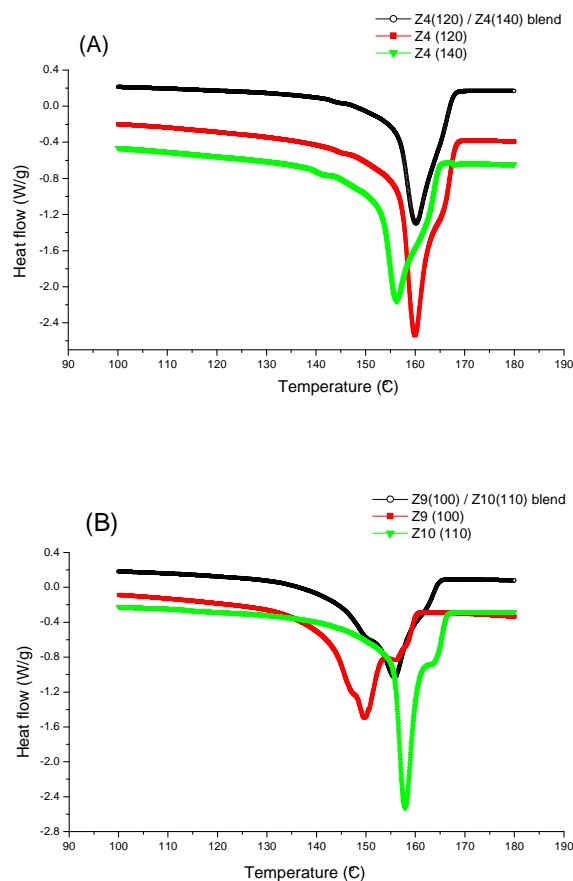 (A)
Z4(120) / Z4(140) blend
Z4 (120)
Z4 (140)
Heat flow (W/g)
0.4
0.0
-0.4
-0.8
-1.2
-1.6
-2.0
-2.4
90 100 110 120 130 140 150 160 170 180 190
Temperature (°C)
(B)
Z9(100) / Z10(110) blend
Z9 (100)
Z10 (110)
Heat flow (W/g)
0.4
0.0
-0.4
-0.8
-1.2
-1.6
-2.0
-2.4
-2.8
90 100 110 120 130 140 150 160 170 180 190
Temperature (°C)